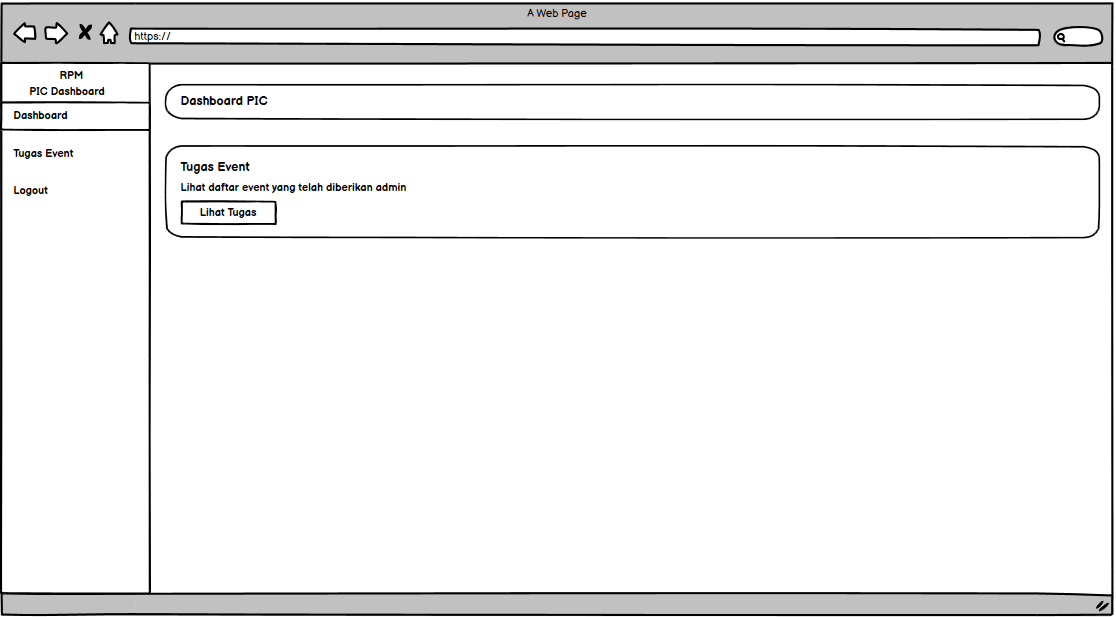 A Web Page
https://
RPM
PIC Dashboard
Dashboard
Tugas Event
Logout
Dashboard PIC
Tugas Event
Lihat daftar event yang telah diberikan admin
Lihat Tugas